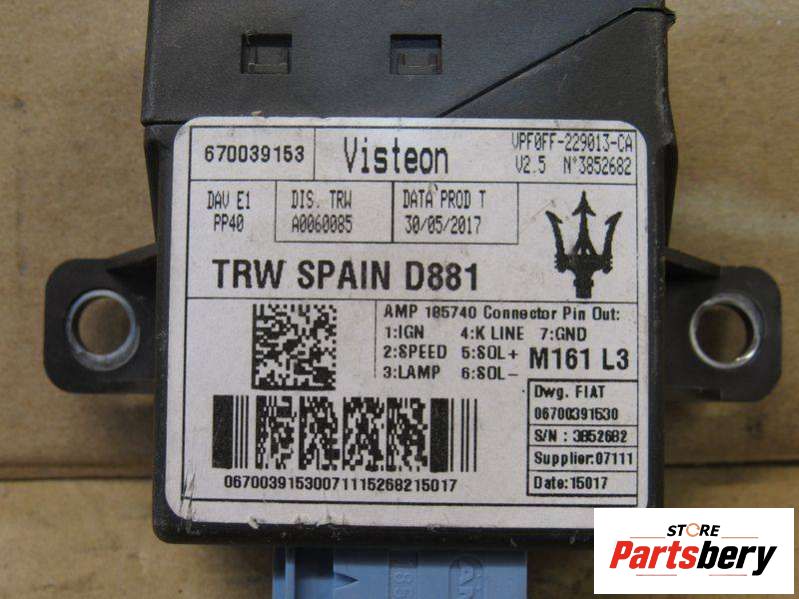 670039153
Visteon
VPF0FF-229013-CA
V2.5 N°3852682
DAV E1
PP40
DIS. TRW
A0060085
DATA PROD T
30/05/2017
TRW SPAIN D881
AMP 185740 Connector Pin Out:
1:IGN 4:K LINE 7:GND
2:SPEED 5:SOL+
3:LAMP 6:SOL-
M161 L3
Dwg. FIAT
06700391530
S/N : 3852682
Supplier:07111
Date:15017
067003915300711115268215017
STORE
Partsbery